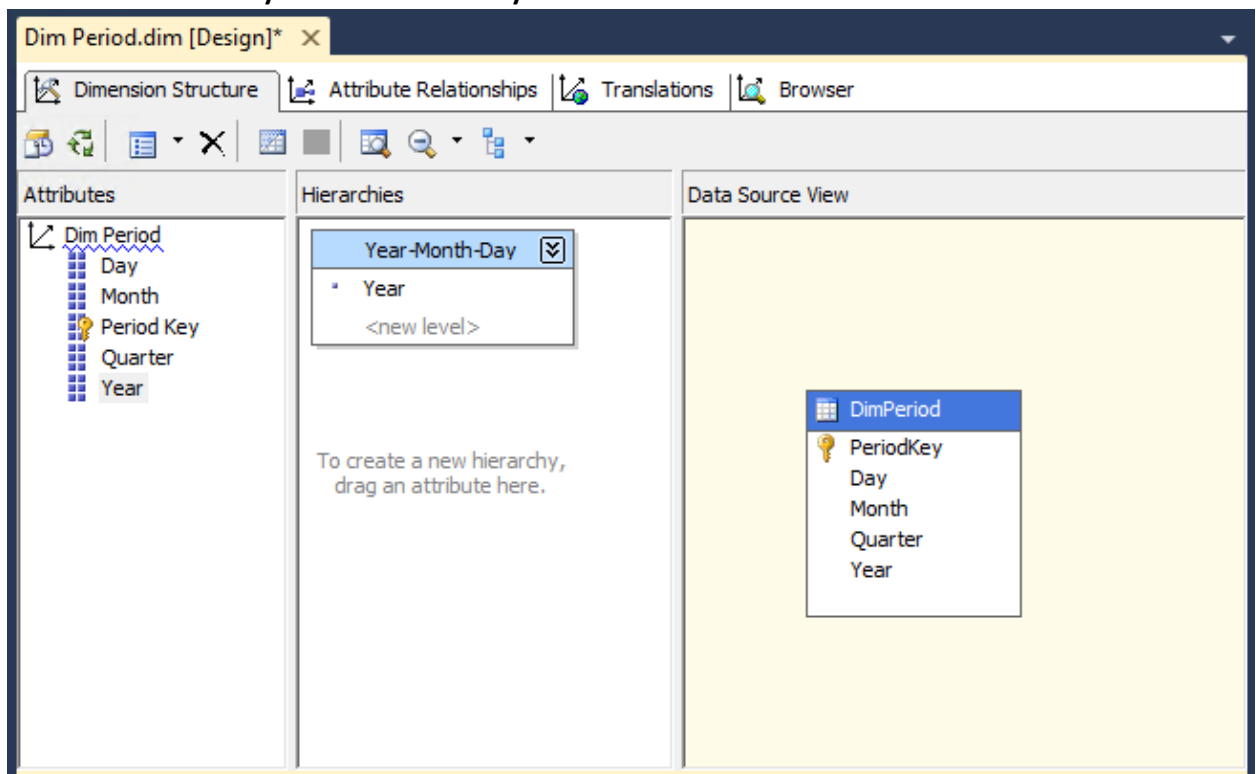 Dim Period.dim [Design]*
Dimension Structure Attribute Relationships Translations Browser
Attributes
Dim Period
Day
Month
Period Key
Quarter
Year
Hierarchies
Year-Month-Day
Year
<new level>
To create a new hierarchy,
drag an attribute here.
Data Source View
DimPeriod
PeriodKey
Day
Month
Quarter
Year